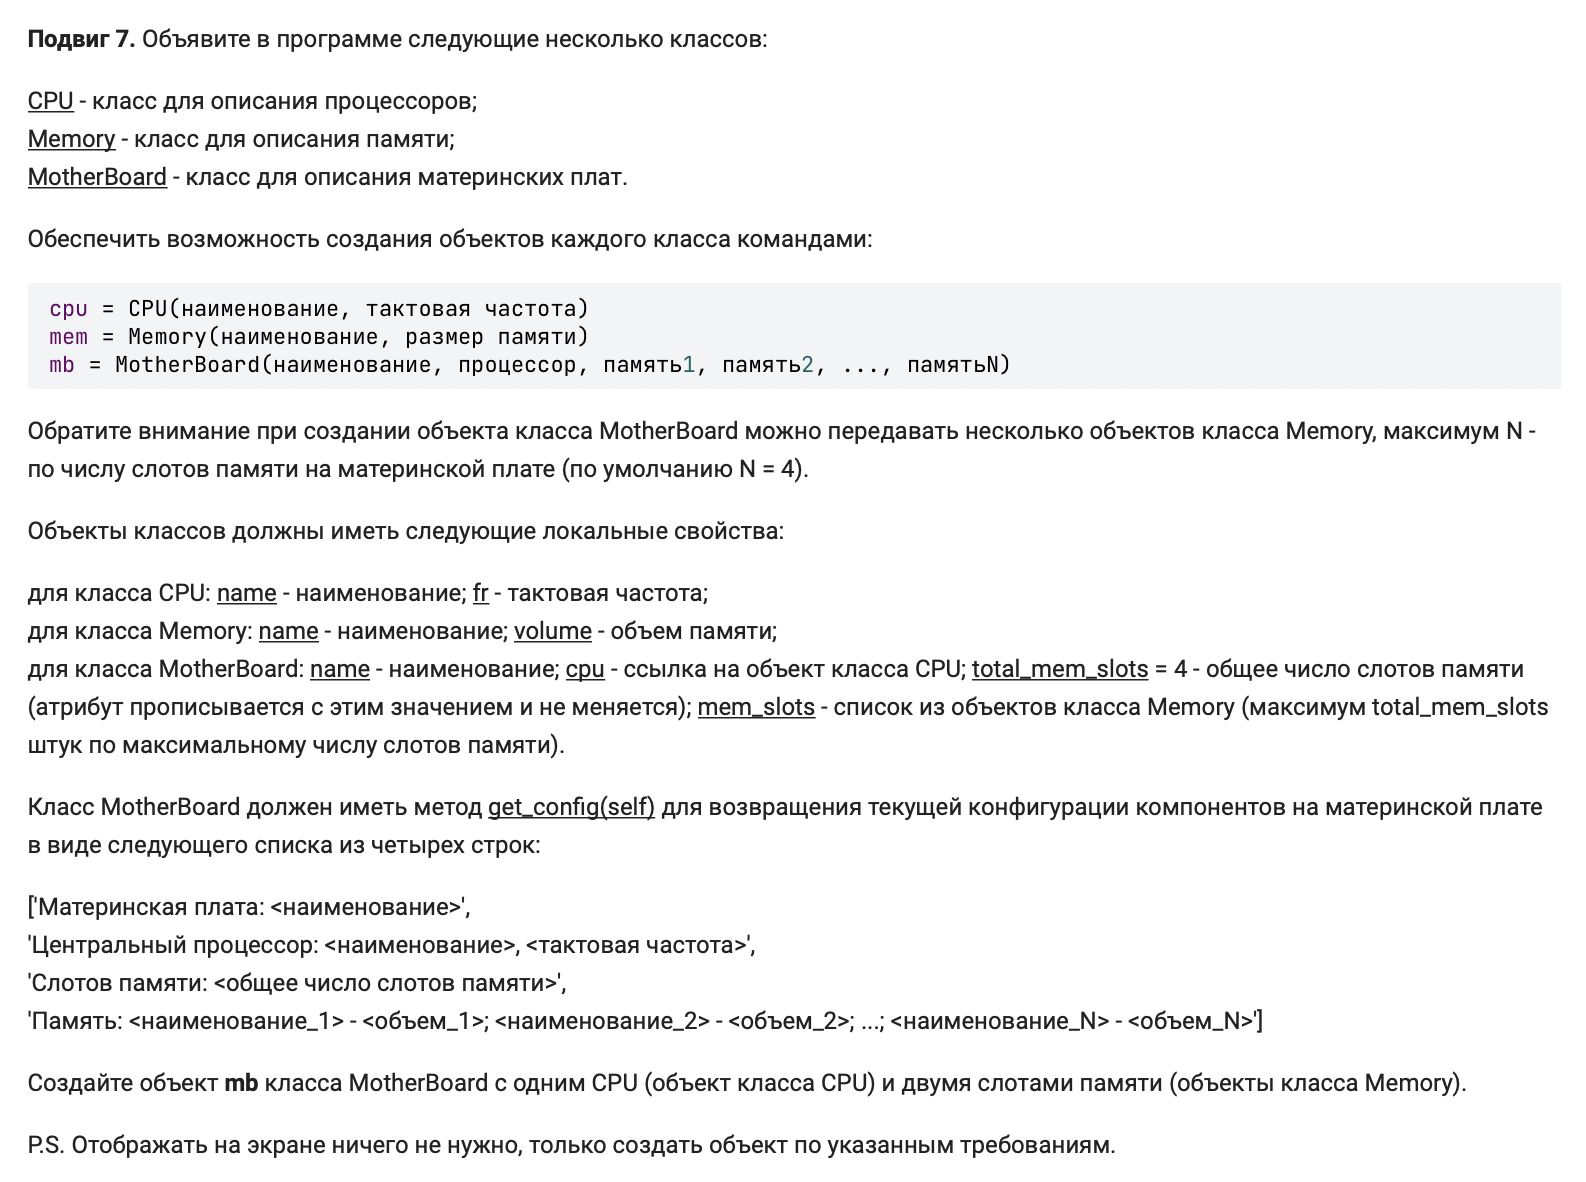 Подвиг 7. Объявите в программе следующие несколько классов:
CPU - класс для описания процессоров;
Memory - класс для описания памяти;
MotherBoard - класс для описания материнских плат.
Обеспечить возможность создания объектов каждого класса командами:
cpu = CPU(наименование, тактовая частота)
mem = Memory(наименование, размер памяти)
mb = MotherBoard(наименование, процессор, память1, память2, ..., памятьN)
Обратите внимание при создании объекта класса MotherBoard можно передавать несколько объектов класса Memory, максимум N -
по числу слотов памяти на материнской плате (по умолчанию N = 4).
Объекты классов должны иметь следующие локальные свойства:
для класса CPU: name - наименование; fr - тактовая частота;
для класса Memory: name - наименование; volume - объем памяти;
для класса MotherBoard: name - наименование; cpu - ссылка на объект класса CPU; total_mem_slots = 4 - общее число слотов памяти
(атрибут прописывается с этим значением и не меняется); mem_slots - список из объектов класса Memory (максимум total_mem_slots
штук по максимальному числу слотов памяти).
Класс MotherBoard должен иметь метод get_config(self) для возвращения текущей конфигурации компонентов на материнской плате
в виде следующего списка из четырех строк:
['Материнская плата: <наименование>',
'Центральный процессор: <наименование>, <тактовая частота>',
'Слотов памяти: <общее число слотов памяти>',
'Память: <наименование_1> - <объем_1>; <наименование_2> - <объем_2>; ...; <наименование_N> - <объем_N>']
Создайте объект mb класса MotherBoard с одним CPU (объект класса CPU) и двумя слотами памяти (объекты класса Memory).
P.S. Отображать на экране ничего не нужно, только создать объект по указанным требованиям.